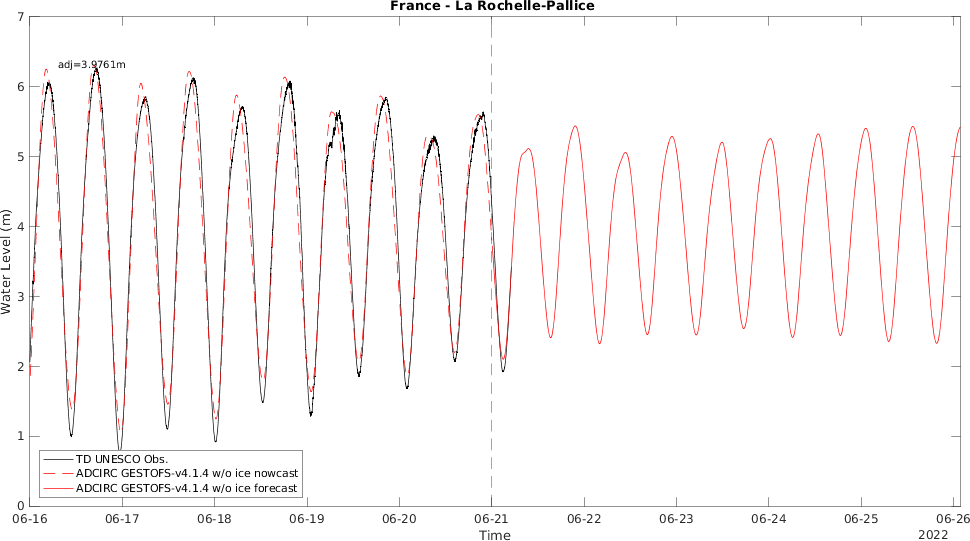 France - La Rochelle-Pallice
7
6
5
4
3
2
1
0
Water Level (m)
adj=3.9761m
TD UNESCO Obs.
ADCIRC GESTOFS-v4.1.4 w/o ice nowcast
ADCIRC GESTOFS-v4.1.4 w/o ice forecast
06-16 06-17 06-18 06-19 06-20 06-21 06-22 06-23 06-24 06-25 06-26
Time
2022